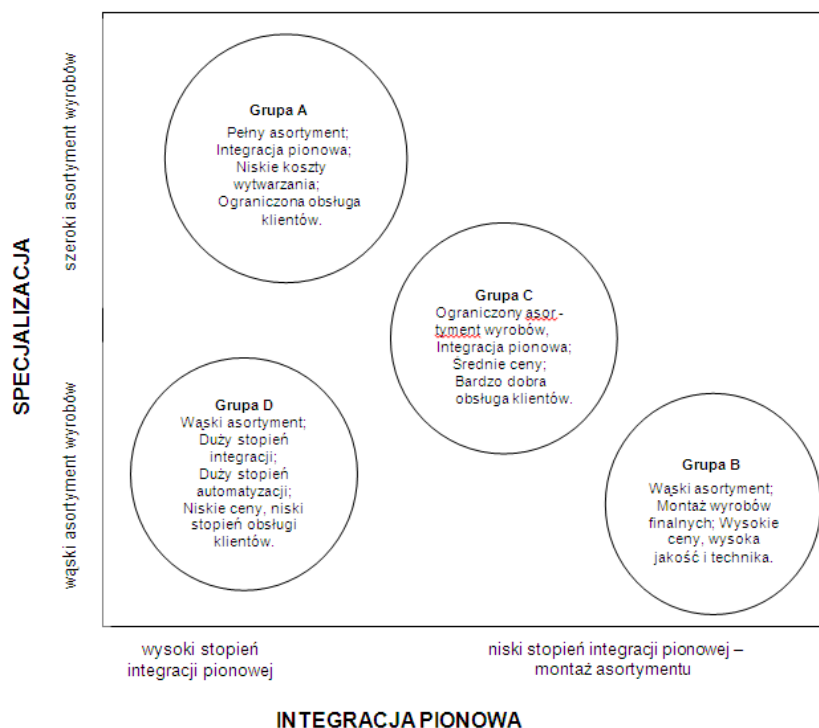 SPECJALIZACJA
szeroki asortyment wyrobów
wąski asortyment wyrobów
Grupa A
Pełny asortyment;
Integracja pionowa;
Niskie koszty
wytwarzania;
Ograniczona obsługa
klientów.
Grupa C
Ograniczony asor-
tyment wyrobów,
Integracja pionowa;
Średnie ceny;
Bardzo dobra
obsługa klientów.
Grupa D
Wąski asortyment;
Duży stopień
integracji;
Duży stopień
automatyzacji;
Niskie ceny, niski
stopień obsługi
klientów.
Grupa B
Wąski asortyment;
Montaż wyrobów
finalnych; Wysokie
ceny, wysoka
jakość i technika.
wysoki stopień
integracji pionowej
niski stopień integracji pionowej –
montaż asortymentu
INTEGRACJA PIONOWA